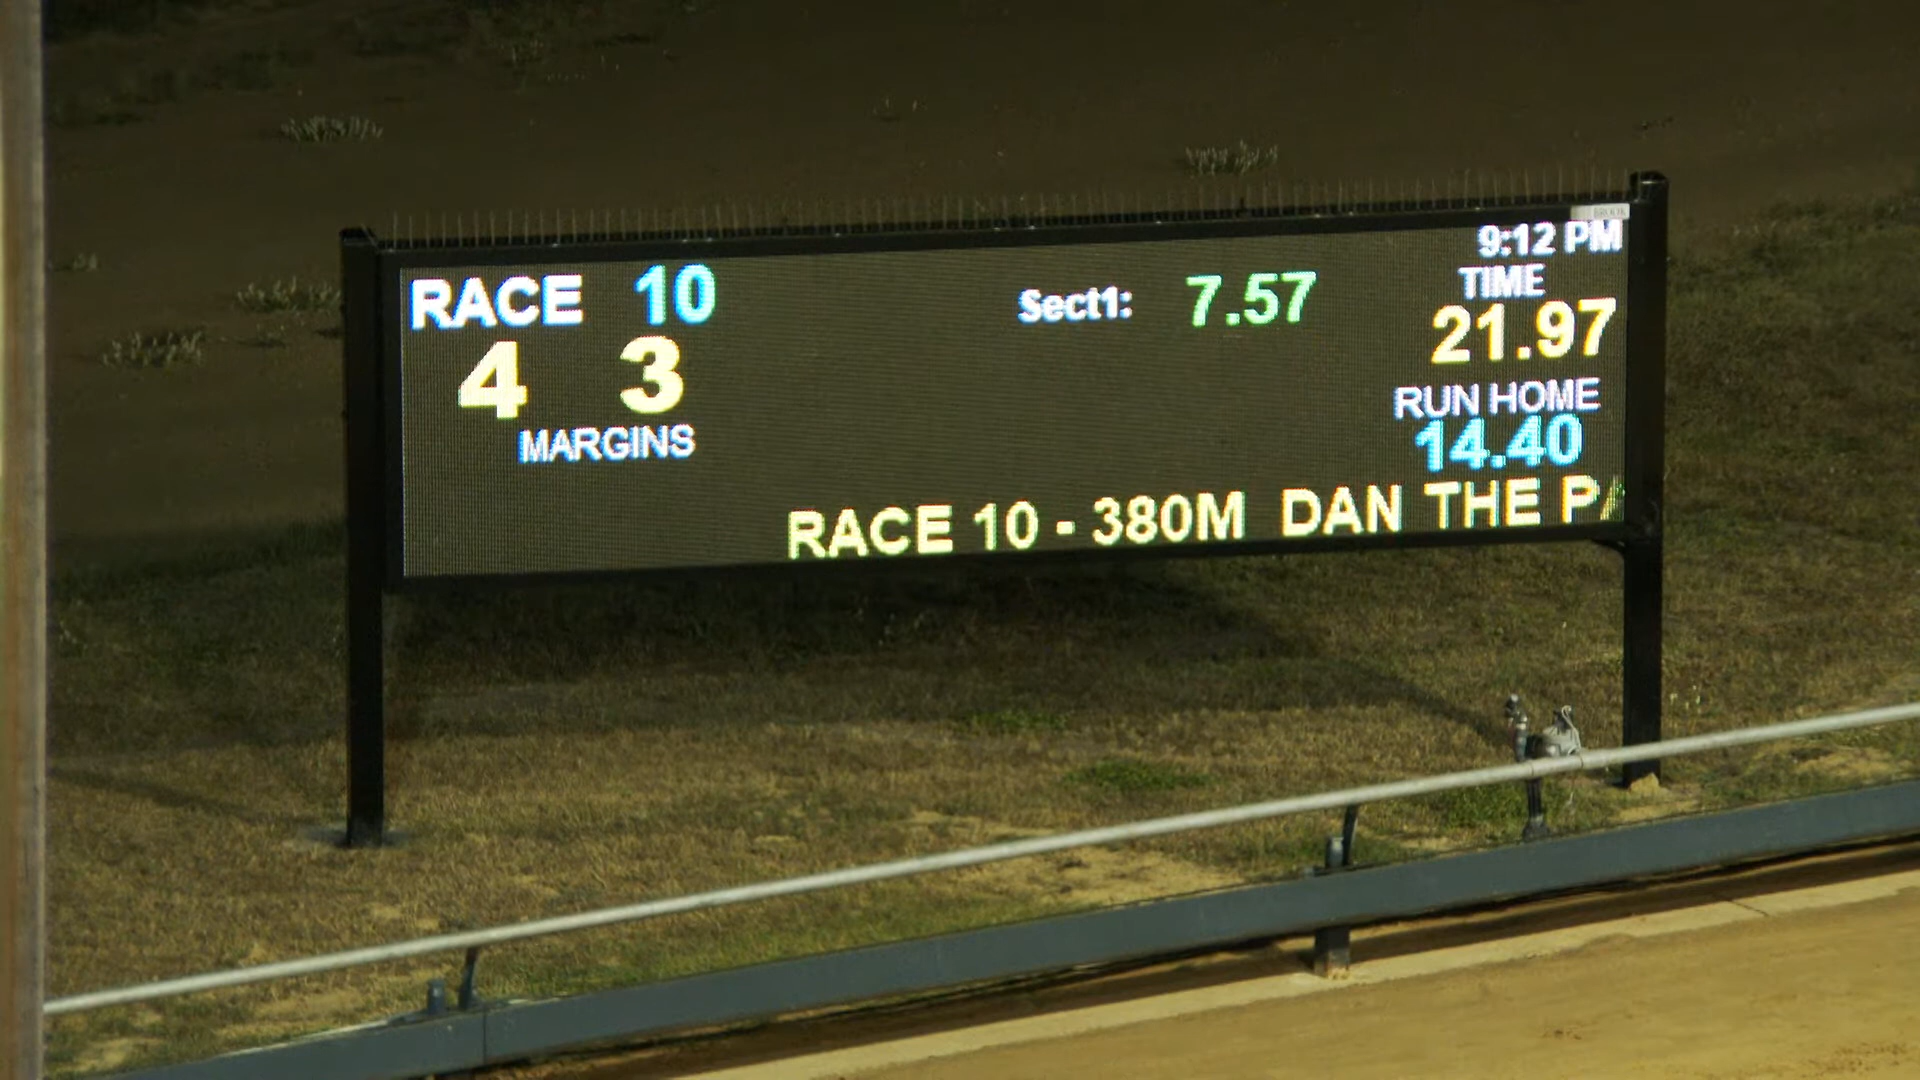 9:12 PM
RACE 10 Sect1: 7.57 TIME
4 3 21.97
MARGINS RUN HOME
14.40
RACE 10 - 380M DAN THE PA